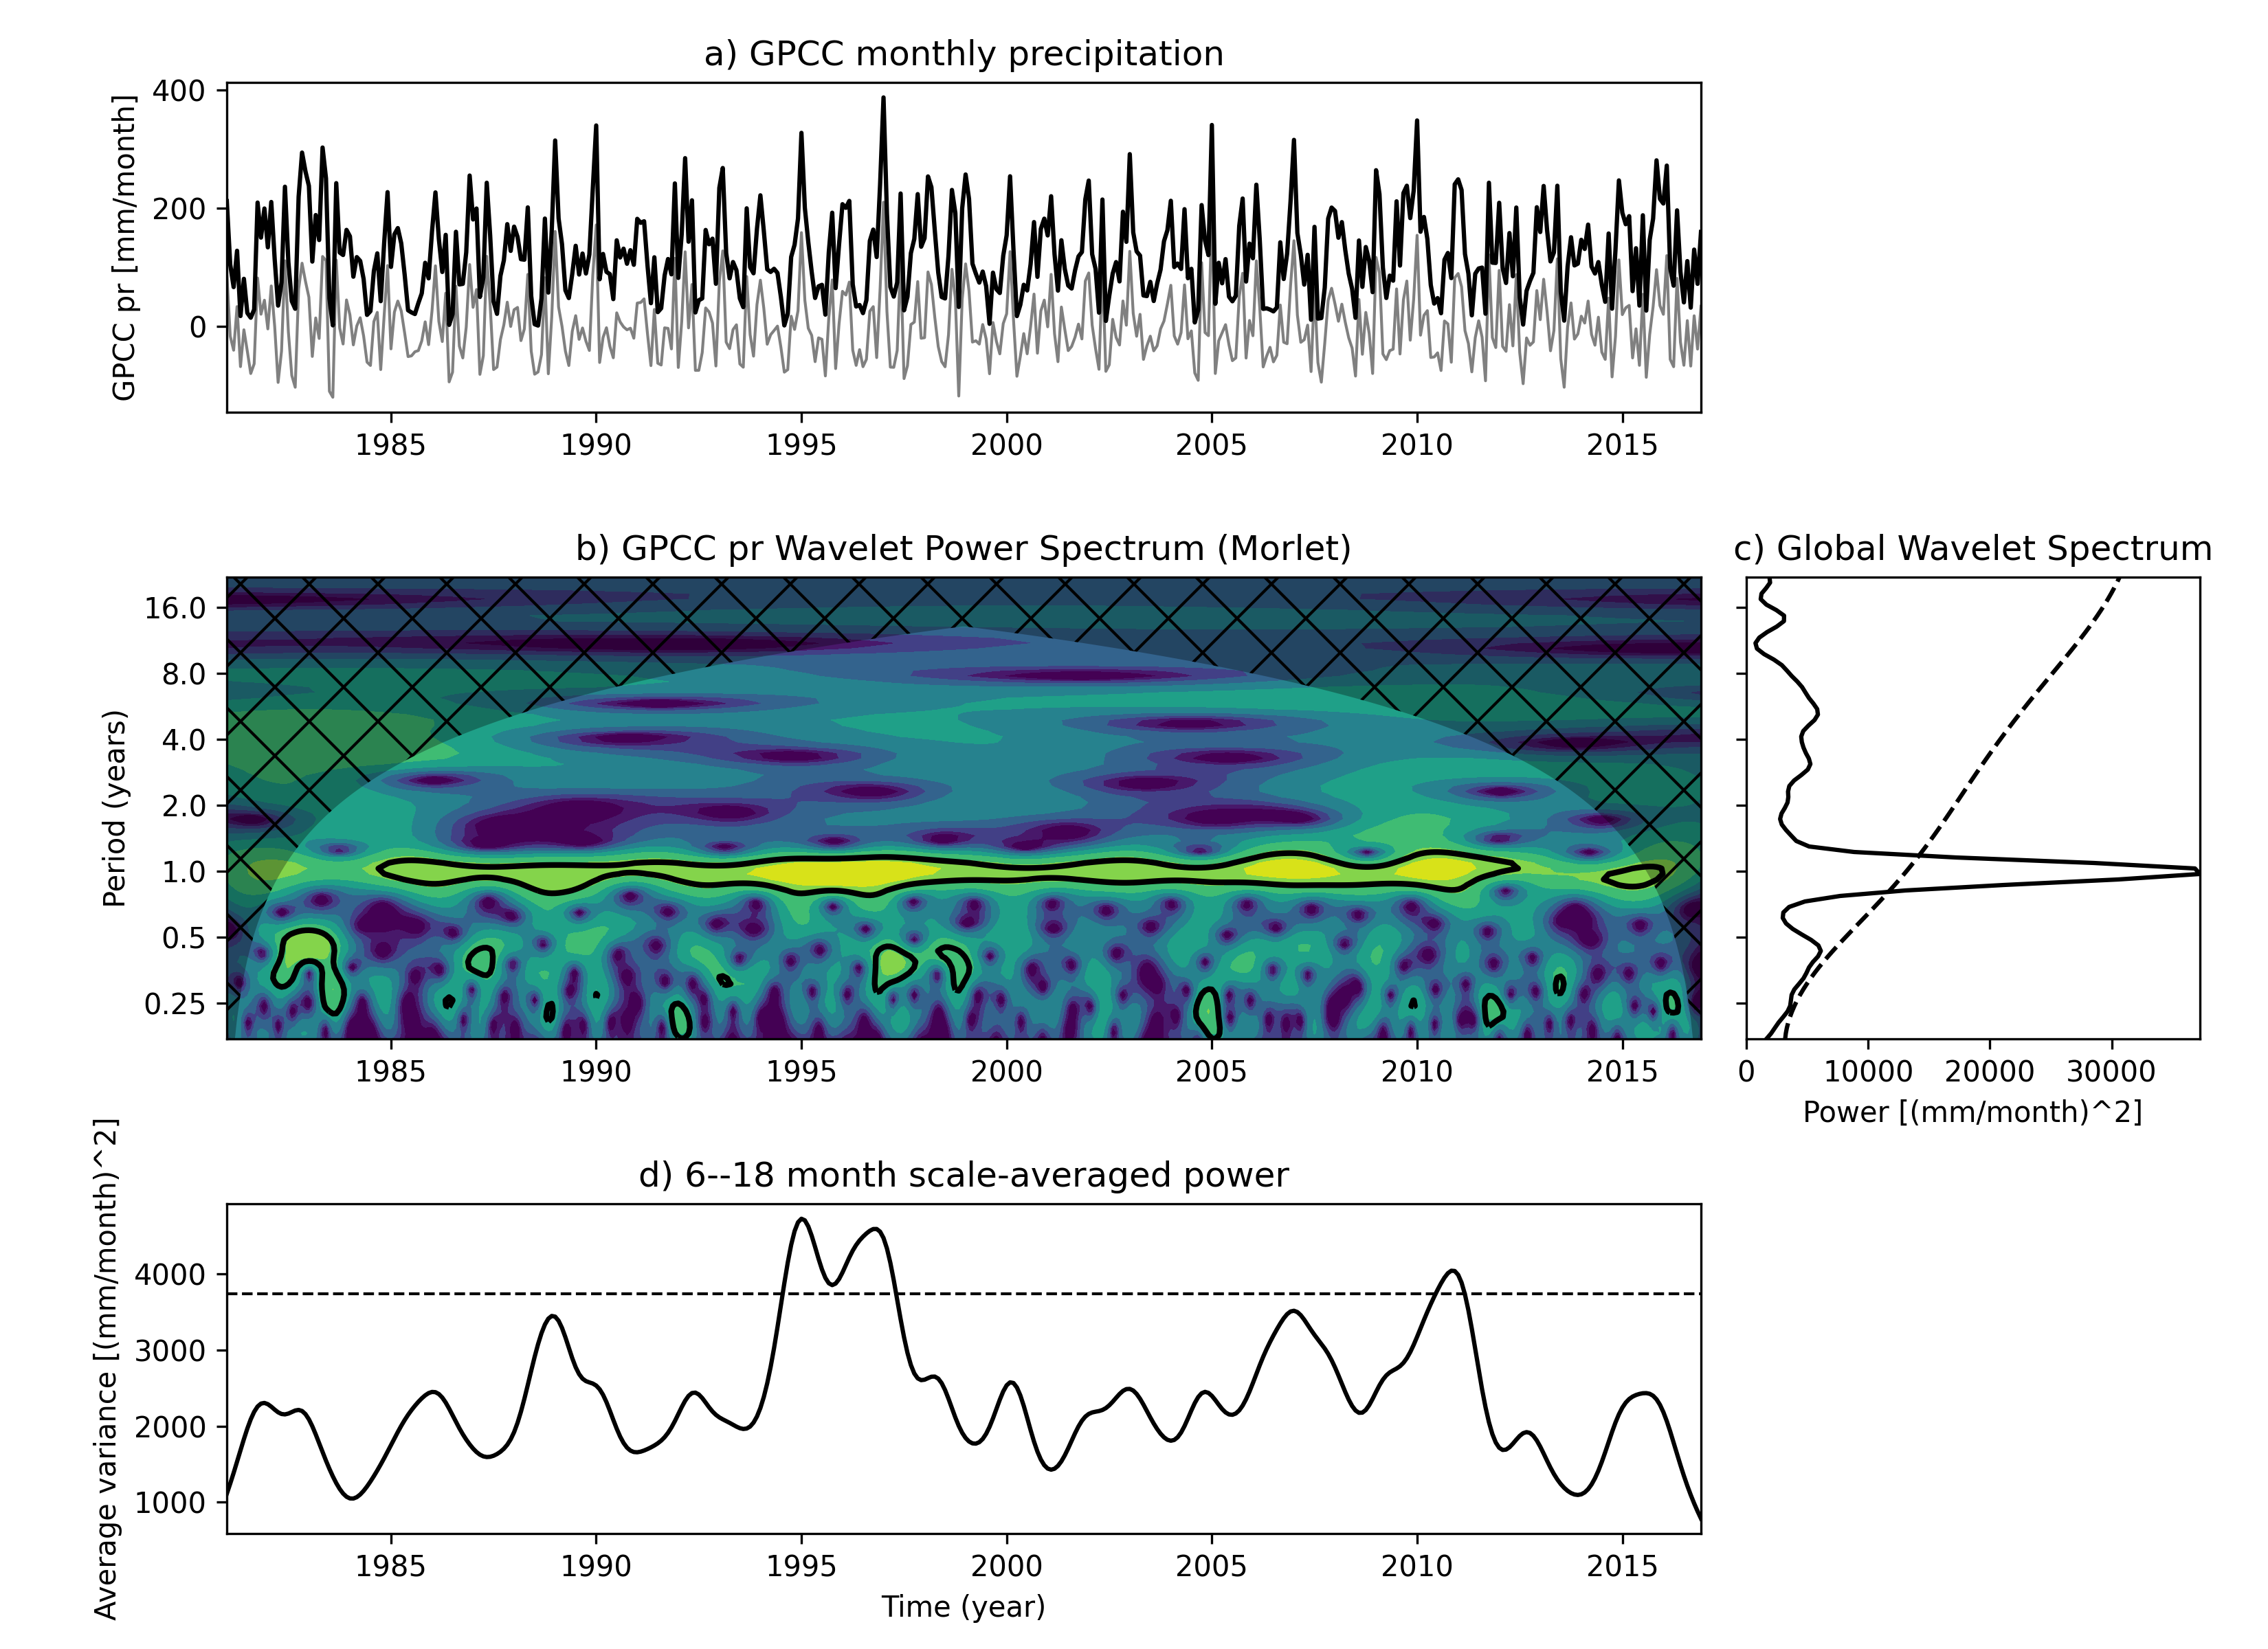 a) GPCC monthly precipitation
GPCC pr [mm/month]
400
200
0
1985 1990 1995 2000 2005 2010 2015
b) GPCC pr Wavelet Power Spectrum (Morlet)
Period (years)
16.0
8.0
4.0
2.0
1.0
0.5
0.25
1985 1990 1995 2000 2005 2010 2015
c) Global Wavelet Spectrum
0 10000 20000 30000
Power [(mm/month)^2]
d) 6--18 month scale-averaged power
Average variance [(mm/month)^2]
4000
3000
2000
1000
1985 1990 1995 2000 2005 2010 2015
Time (year)